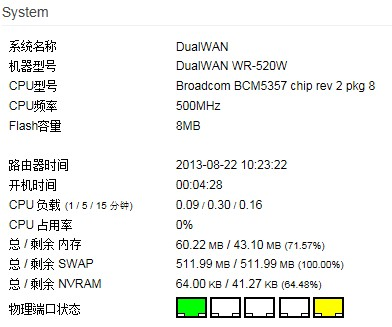 System
系统名称 DualWAN
机器型号 DualWAN WR-520W
CPU型号 Broadcom BCM5357 chip rev 2 pkg 8
CPU频率 500MHz
Flash容量 8MB
路由器时间 2013-08-22 10:23:22
开机时间 00:04:28
CPU 负载 (1 / 5 / 15 分钟) 0.09 / 0.30 / 0.16
CPU 占用率 0%
总 / 剩余 内存 60.22 MB / 43.10 MB (71.57%)
总 / 剩余 SWAP 511.99 MB / 511.99 MB (100.00%)
总 / 剩余 NVRAM 64.00 KB / 41.27 KB (64.48%)
物理端口状态